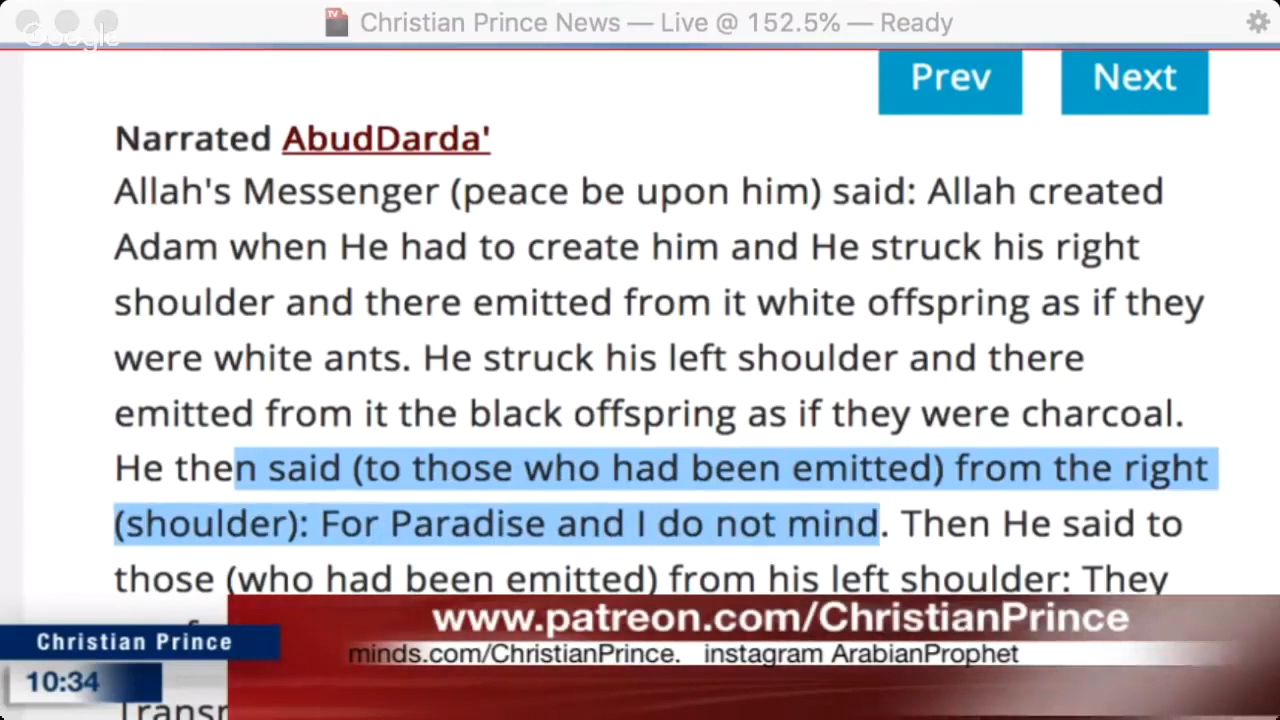 Christian Prince News — Live @ 152.5% — Ready
Google
Prev Next
Narrated AbudDarda'
Allah's Messenger (peace be upon him) said: Allah created
Adam when He had to create him and He struck his right
shoulder and there emitted from it white offspring as if they
were white ants. He struck his left shoulder and there
emitted from it the black offspring as if they were charcoal.
He then said (to those who had been emitted) from the right
(shoulder): For Paradise and I do not mind. Then He said to
those (who had been emitted) from his left shoulder: They
www.patreon.com/ChristianPrince
Christian Prince
minds.com/ChristianPrince. instagram ArabianProphet
10:34